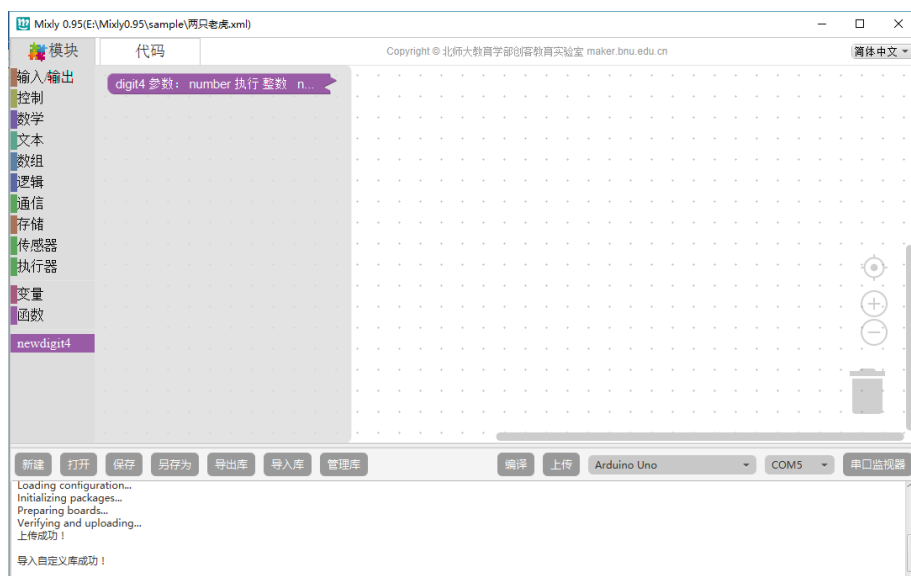 Mixly 0.95(E:\Mixly0.95\sample\两只老虎.xml)
模块 代码 Copyright © 北师大教育学部创客教育实验室 maker.bnu.edu.cn 简体中文
输入/输出
digit4 参数： number 执行 整数 n...
控制
数学
文本
数组
逻辑
通信
存储
传感器
执行器
变量
函数
newdigit4
新建 打开 保存 另存为 导出库 导入库 管理库 编译 上传 Arduino Uno COM5 串口监视器
Loading configuration...
Initializing packages...
Preparing boards...
Verifying and uploading...
上传成功！
导入自定义库成功！